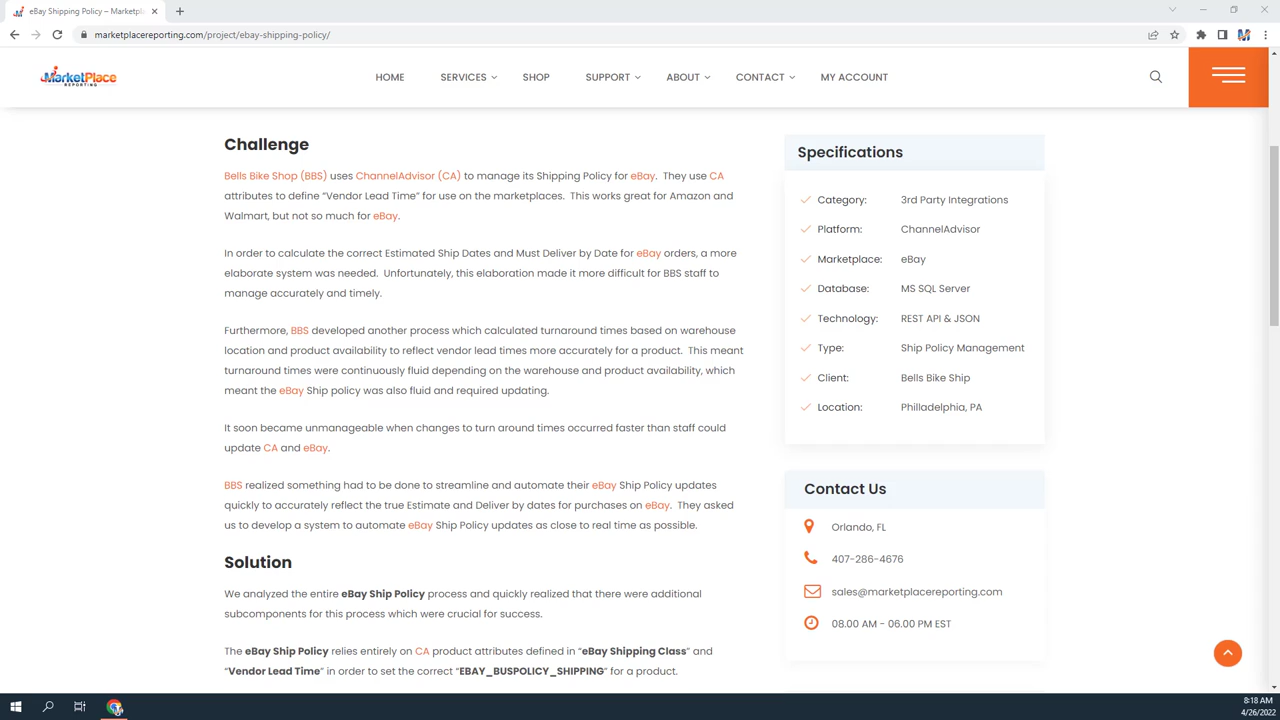 eBay Shipping Policy – Marketpl
marketplacereporting.com/project/ebay-shipping-policy/
MarketPlace
REPORTING
HOME
SERVICES
SHOP
SUPPORT
ABOUT
CONTACT
MY ACCOUNT
Challenge
Bells Bike Shop (BBS) uses ChannelAdvisor (CA) to manage its Shipping Policy for eBay. They use CA
attributes to define “Vendor Lead Time” for use on the marketplaces. This works great for Amazon and
Walmart, but not so much for eBay.
In order to calculate the correct Estimated Ship Dates and Must Deliver by Date for eBay orders, a more
elaborate system was needed. Unfortunately, this elaboration made it more difficult for BBS staff to
manage accurately and timely.
Furthermore, BBS developed another process which calculated turnaround times based on warehouse
location and product availability to reflect vendor lead times more accurately for a product. This meant
turnaround times were continuously fluid depending on the warehouse and product availability, which
meant the eBay Ship policy was also fluid and required updating.
It soon became unmanageable when changes to turn around times occurred faster than staff could
update CA and eBay.
BBS realized something had to be done to streamline and automate their eBay Ship Policy updates
quickly to accurately reflect the true Estimate and Deliver by dates for purchases on eBay. They asked
us to develop a system to automate eBay Ship Policy updates as close to real time as possible.
Solution
We analyzed the entire eBay Ship Policy process and quickly realized that there were additional
subcomponents for this process which were crucial for success.
The eBay Ship Policy relies entirely on CA product attributes defined in “eBay Shipping Class” and
“Vendor Lead Time” in order to set the correct “EBAY_BUSPOLICY_SHIPPING” for a product.
Specifications
Category: 3rd Party Integrations
Platform: ChannelAdvisor
Marketplace: eBay
Database: MS SQL Server
Technology: REST API & JSON
Type: Ship Policy Management
Client: Bells Bike Ship
Location: Philladelphia, PA
Contact Us
Orlando, FL
407-286-4676
sales@marketplacereporting.com
08.00 AM - 06.00 PM EST
8:18 AM
4/26/2022